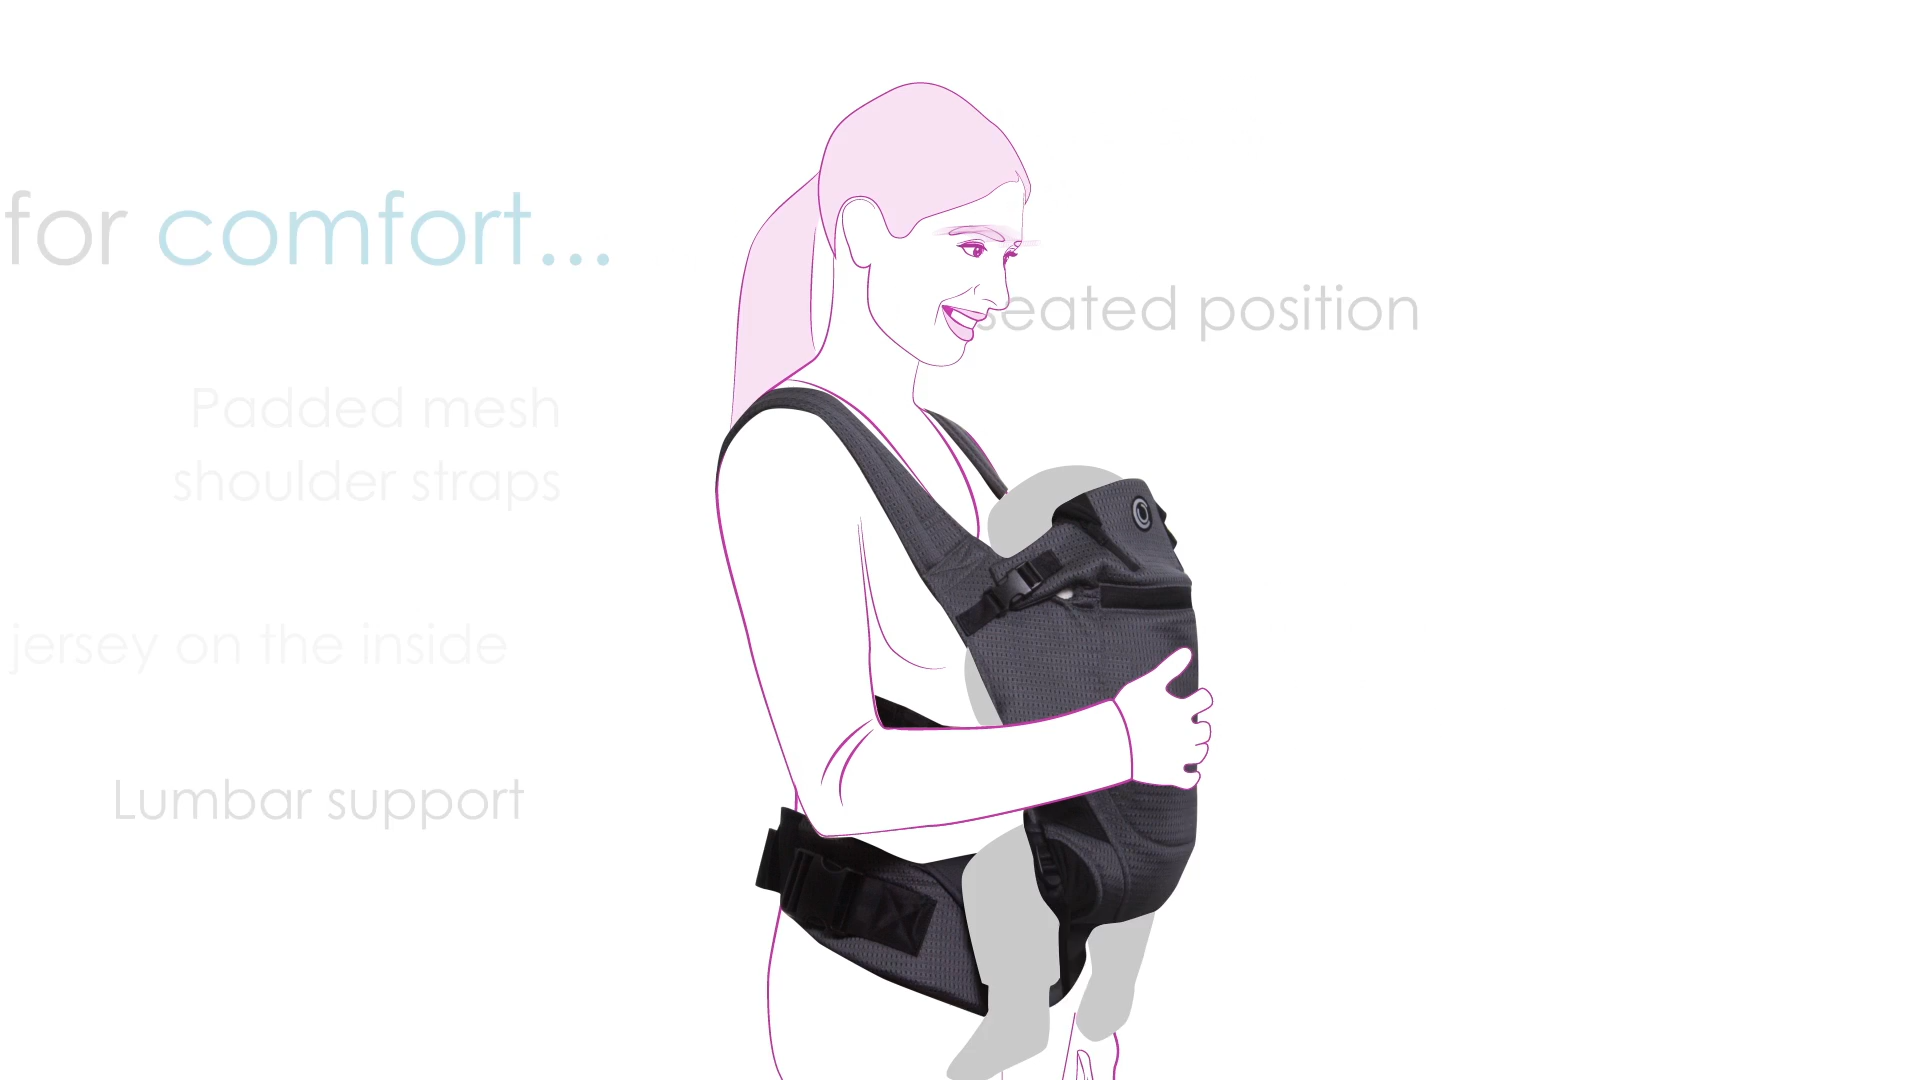 for comfort...
seated position
Padded mesh
shoulder straps
jersey on the inside
Lumbar support